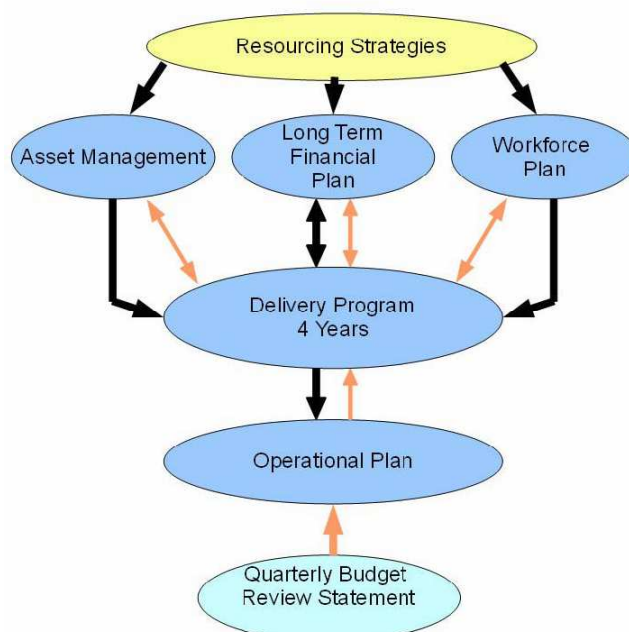 Resourcing Strategies
Asset Management
Long Term
Financial
Plan
Workforce
Plan
Delivery Program
4 Years
Operational Plan
Quarterly Budget
Review Statement